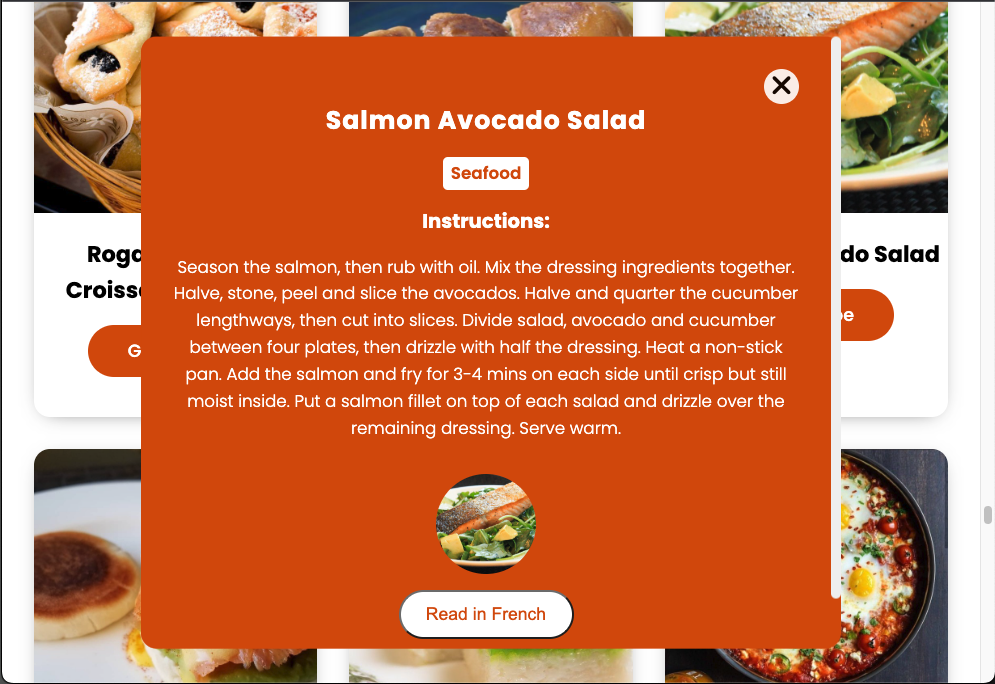 Salmon Avocado Salad
Seafood
Instructions:
Season the salmon, then rub with oil. Mix the dressing ingredients together.
Halve, stone, peel and slice the avocados. Halve and quarter the cucumber
lengthways, then cut into slices. Divide salad, avocado and cucumber
between four plates, then drizzle with half the dressing. Heat a non-stick
pan. Add the salmon and fry for 3-4 mins on each side until crisp but still
moist inside. Put a salmon fillet on top of each salad and drizzle over the
remaining dressing. Serve warm.
Read in French
Salad